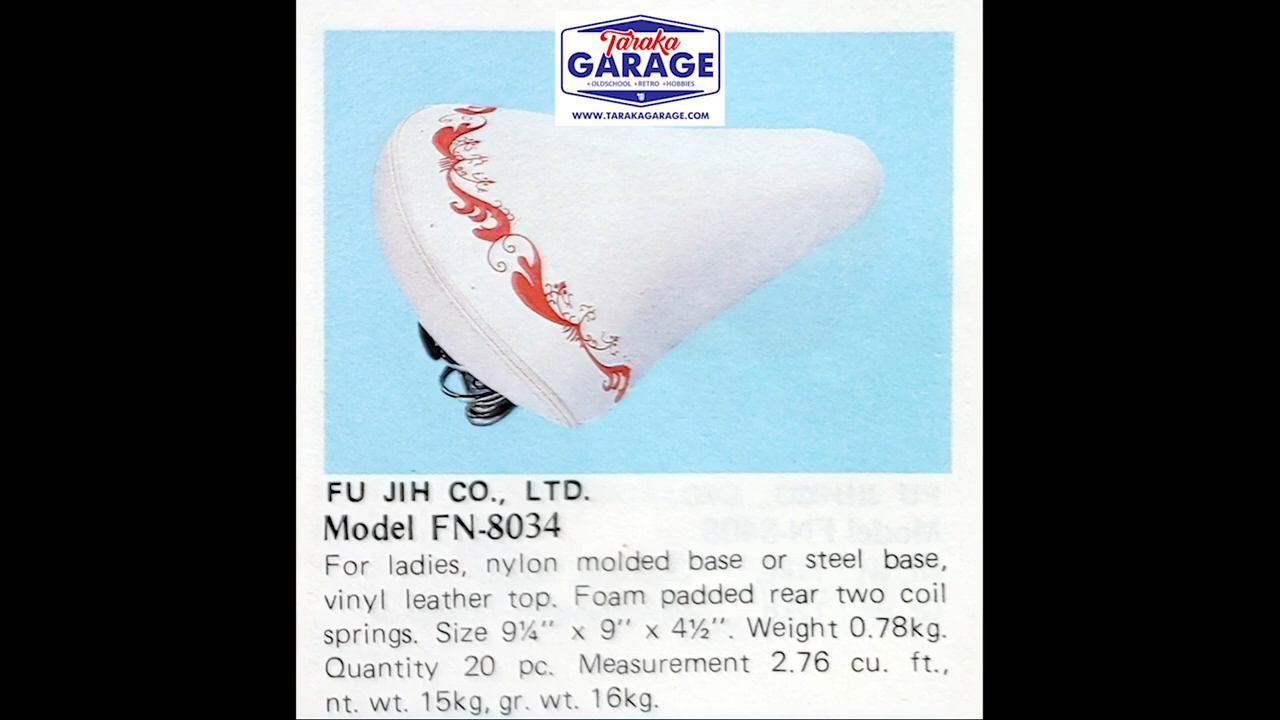 Taraka
GARAGE
+OLDSCHOOL +RETRO +HOBBIES
WWW.TARAKAGARAGE.COM
FU JIH CO., LTD.
Model FN-8034
For ladies, nylon molded base or steel base,
vinyl leather top. Foam padded rear two coil
springs. Size 9¼′′ x 9′′ x 4½′′. Weight 0.78kg.
Quantity 20 pc. Measurement 2.76 cu. ft.,
nt. wt. 15kg, gr. wt. 16kg.